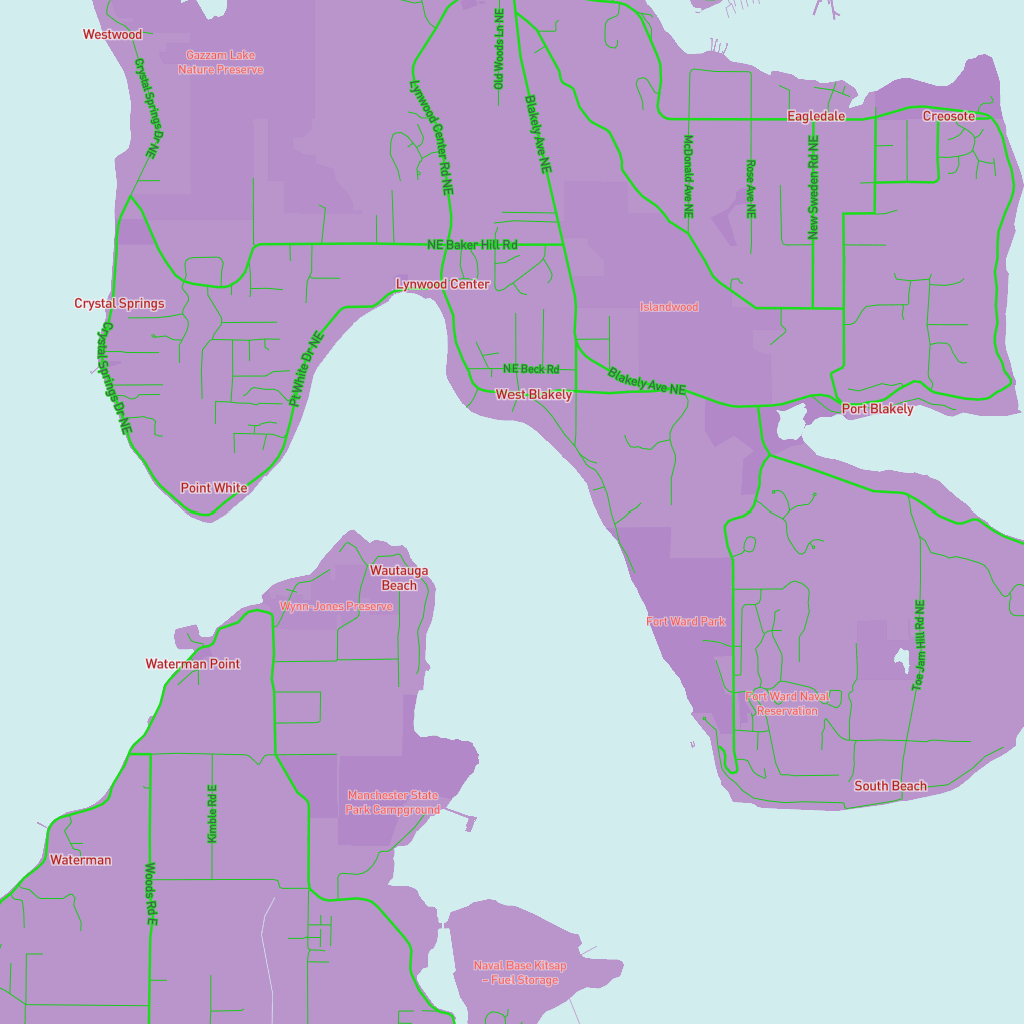 Westwood
Gazzam Lake
Nature Preserve
Old Woods Ln NE
Crystal Springs Dr NE
Lynwood Center Rd NE
Blakely Ave NE
Eagledale
Creosote
McDonald Ave NE
Rose Ave NE
New Sweden Rd NE
NE Baker Hill Rd
Lynwood Center
Crystal Springs
Islandwood
Crystal Springs Dr NE
Pt White Dr NE
NE Beck Rd
Blakely Ave NE
West Blakely
Port Blakely
Point White
Wautauga
Beach
Wynn-Jones Preserve
Fort Ward Park
Toe Jam Hill Rd NE
Waterman Point
Fort Ward Naval
Reservation
South Beach
Manchester State
Park Campground
Kimble Rd E
Waterman
Woods Rd E
Naval Base Kitsap
- Fuel Storage